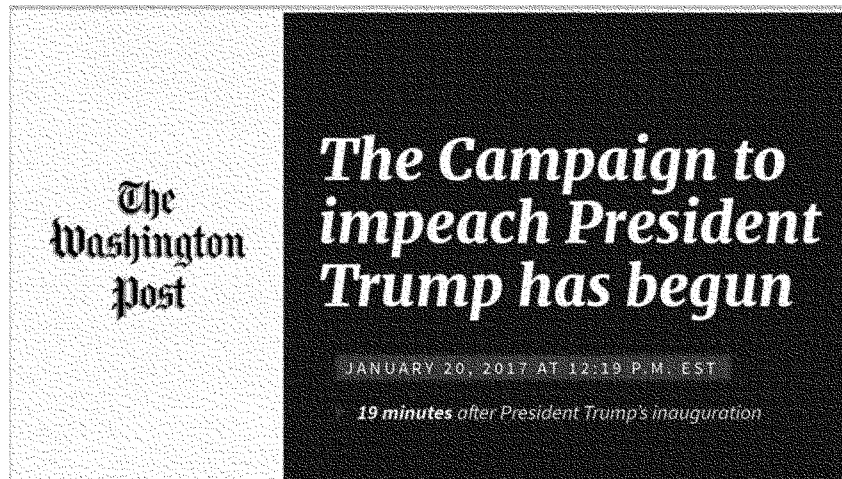 The
Washington
Post
The Campaign to
impeach President
Trump has begun
JANUARY 20, 2017 AT 12:19 P.M. EST
19 minutes after President Trump's inauguration